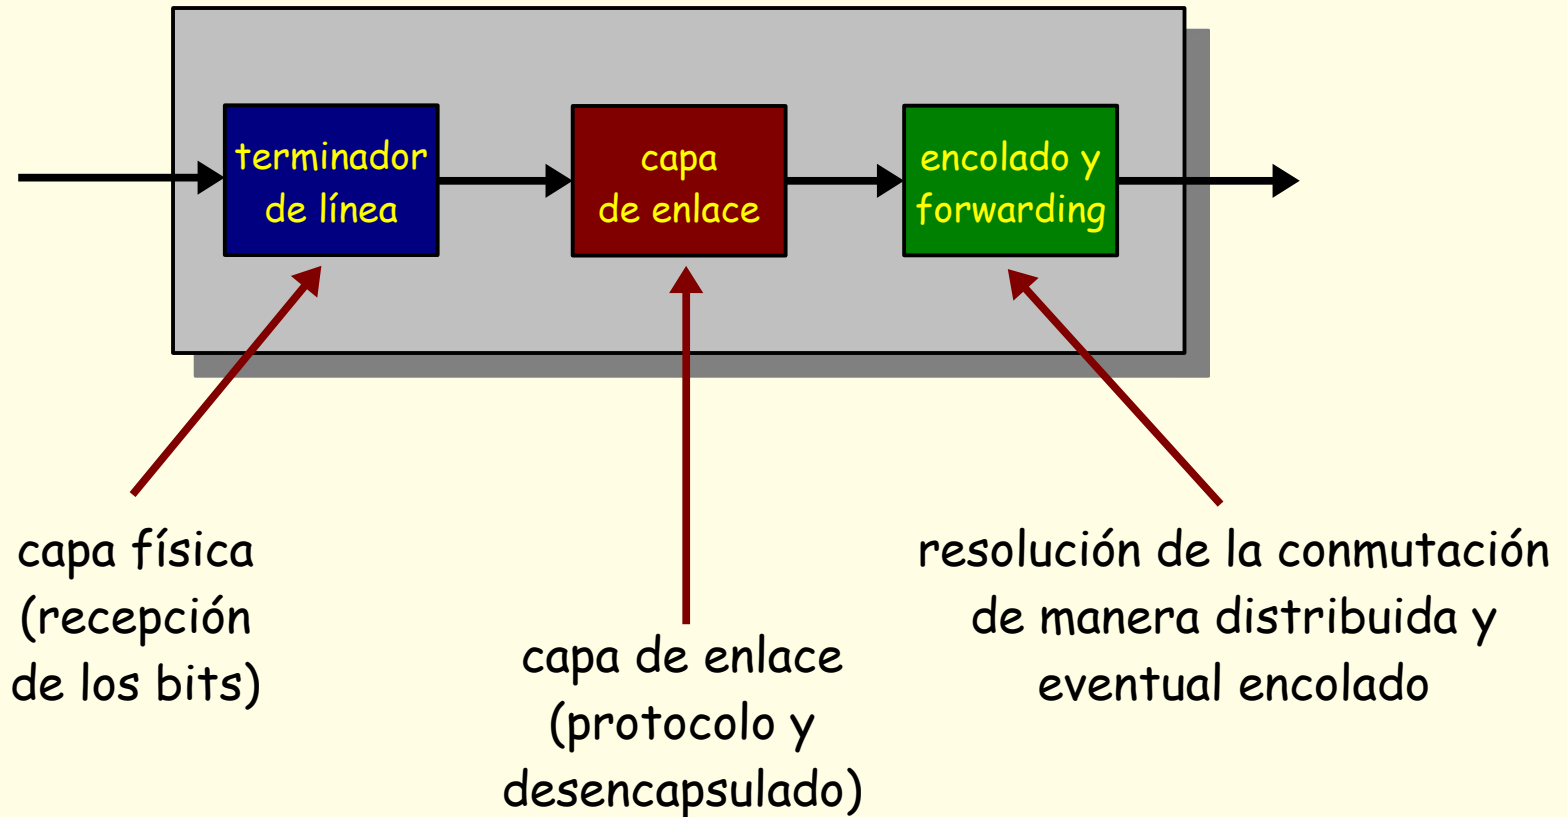 terminador
de línea
capa
de enlace
encolado y
forwarding
capa física
(recepción
de los bits)
capa de enlace
(protocolo y
desencapsulado)
resolución de la conmutación
de manera distribuida y
eventual encolado